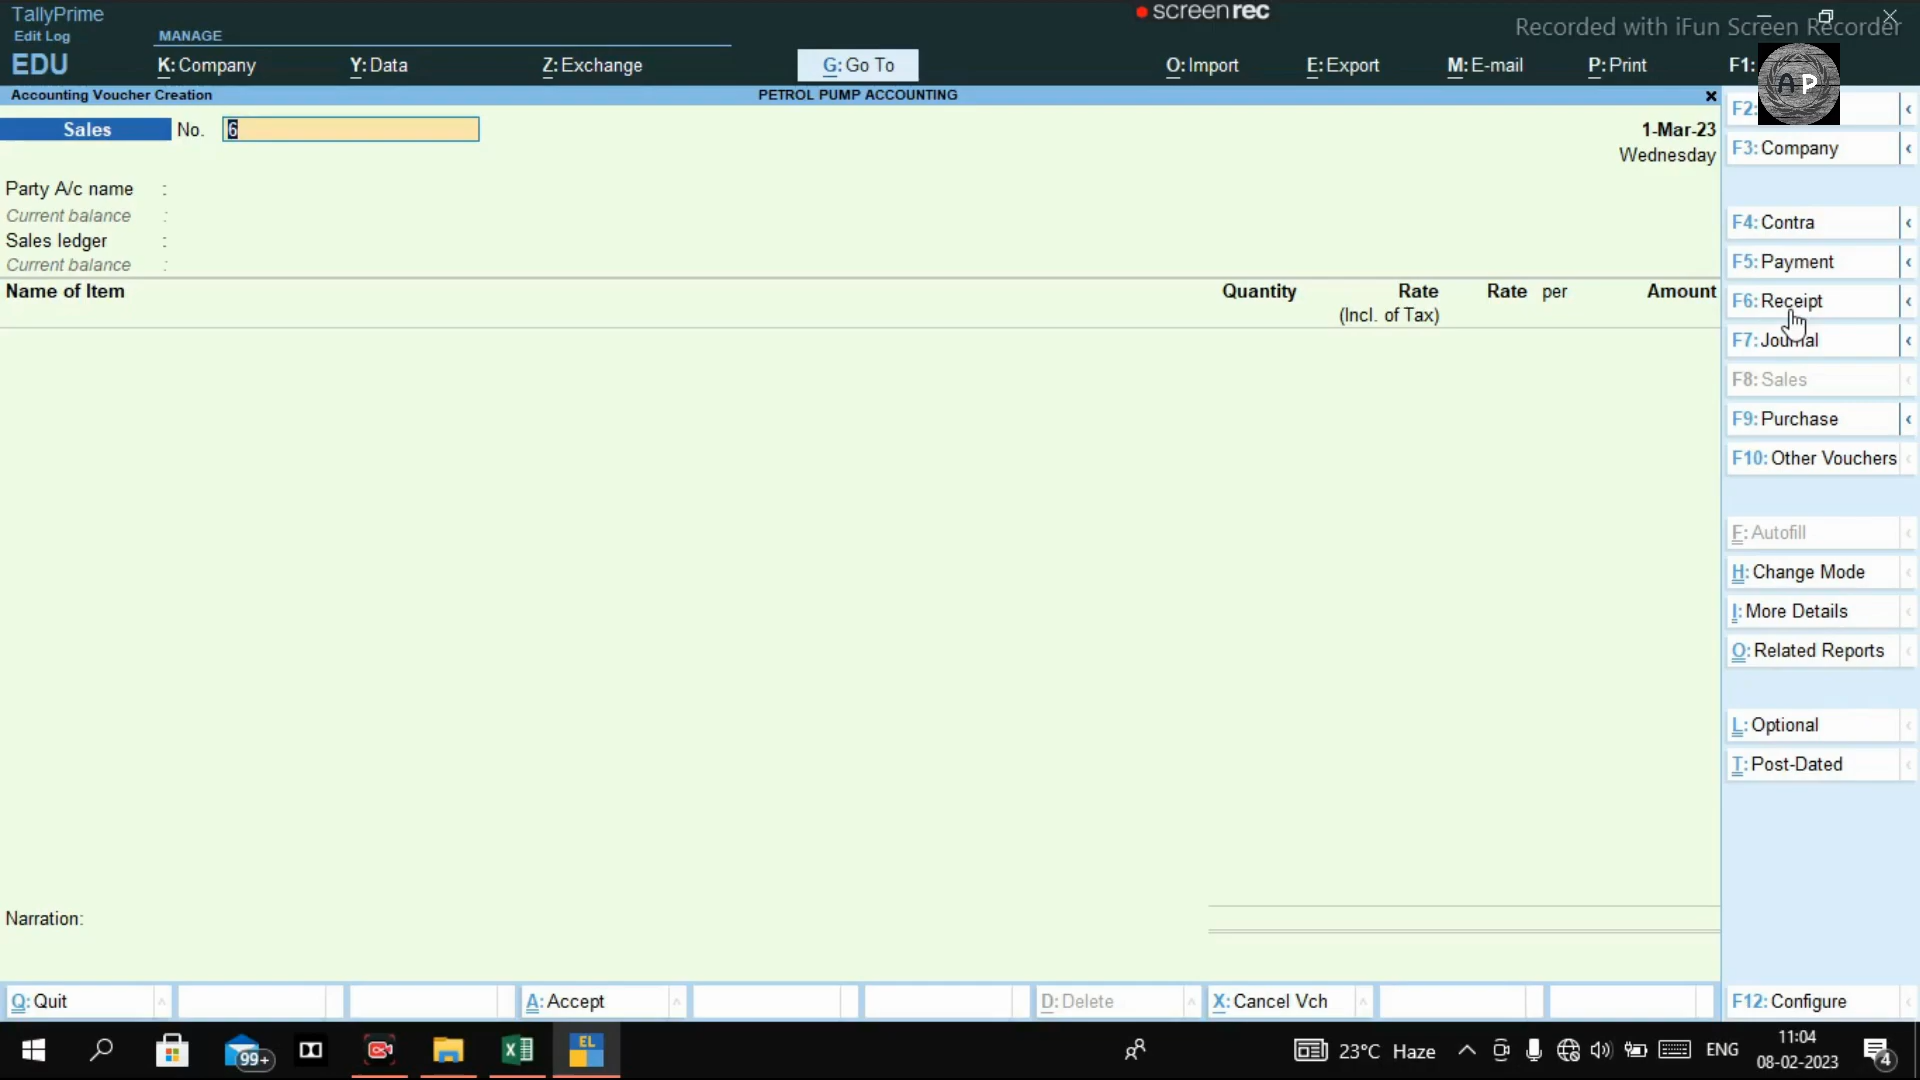 TallyPrime
Edit Log
EDU
MANAGE
K: Company
Y: Data
Z: Exchange
G: Go To
O: Import
E: Export
M: E-mail
P: Print
F1:
screenrec
Recorded with iFun Screen Recorder
AP
Accounting Voucher Creation
PETROL PUMP ACCOUNTING
Sales No. 6
1-Mar-23
Wednesday
Party A/c name :
Current balance :
Sales ledger :
Current balance :
Name of Item Quantity Rate Rate per Amount
(Incl. of Tax)
Narration:
F2:
F3: Company
F4: Contra
F5: Payment
F6: Receipt
F7: Journal
F8: Sales
F9: Purchase
F10: Other Vouchers
F: Autofill
H: Change Mode
I: More Details
O: Related Reports
L: Optional
T: Post-Dated
F12: Configure
Q: Quit
A: Accept
D: Delete
X: Cancel Vch
99+
EL
23°C Haze
ENG
11:04
08-02-2023
4